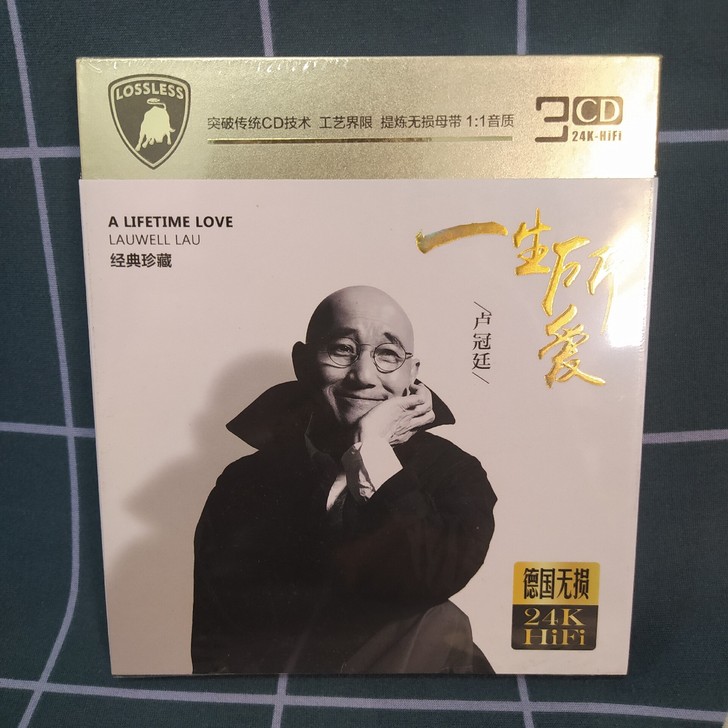 LOSSLESS
突破传统CD技术 工艺界限 提炼无损母带 1:1音质
3CD
24K-HiFi
A LIFETIME LOVE
LAUWELL LAU
经典珍藏
一生所爱
卢冠廷
德国无损
24K
HiFi